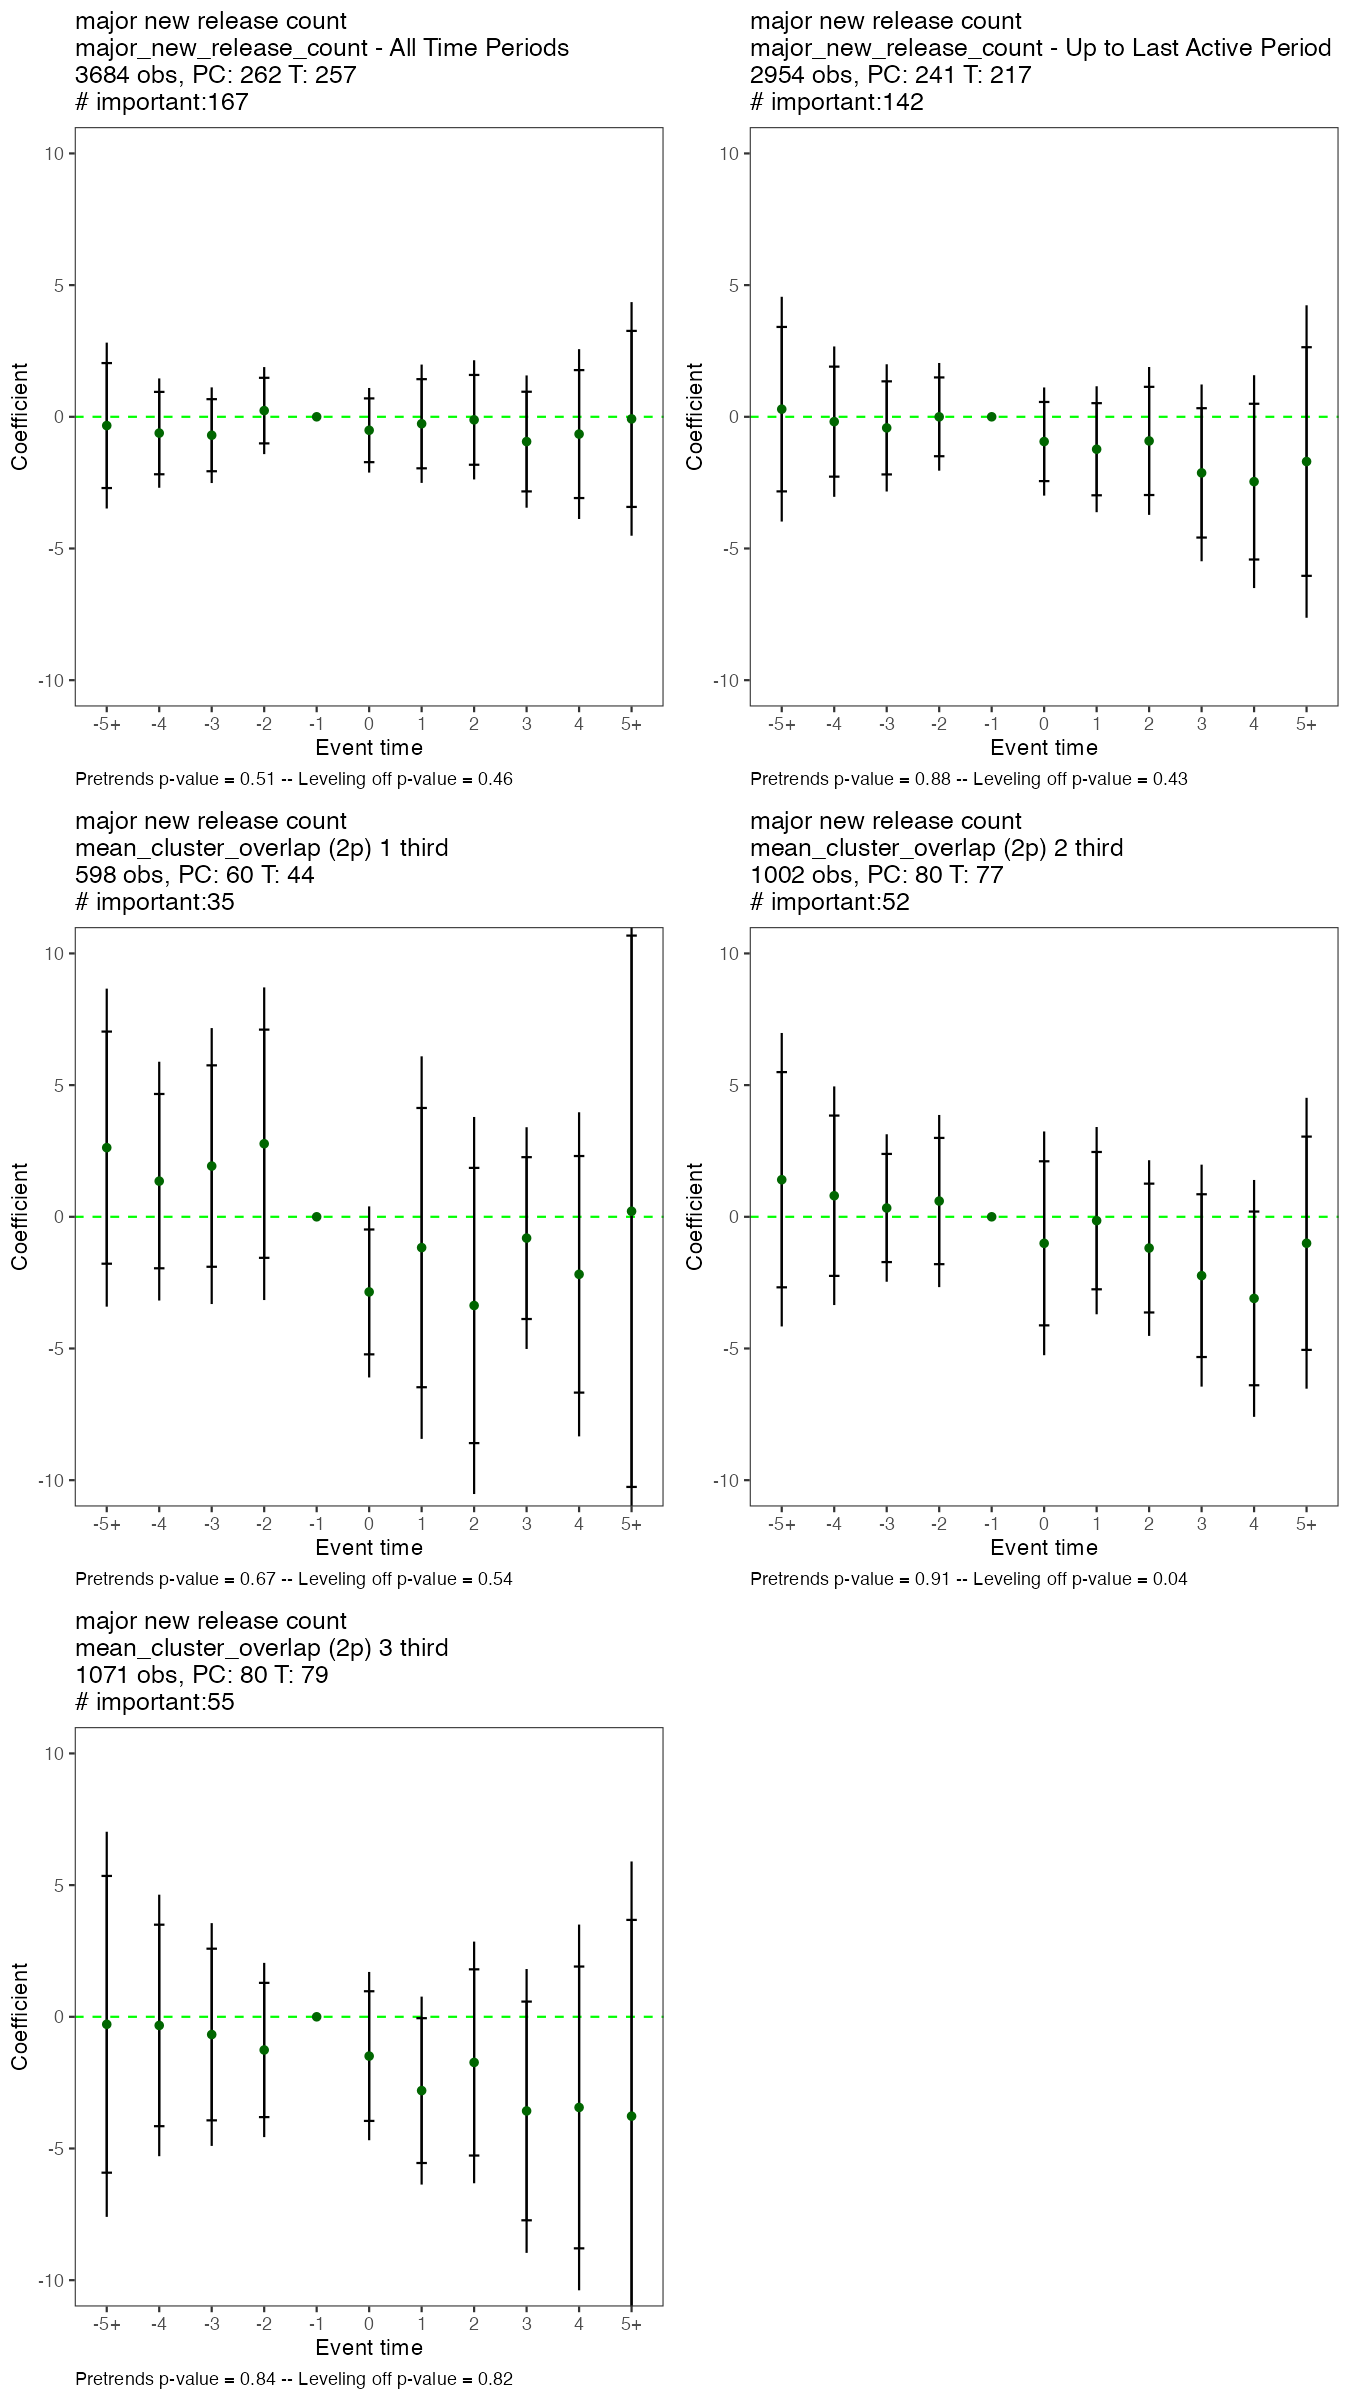 major new release count
major_new_release_count - All Time Periods
3684 obs, PC: 262 T: 257
# important:167
10
5
0
-5
-10
Coefficient
-5+ -4 -3 -2 -1 0 1 2 3 4 5+
Event time
Pretrends p-value = 0.51 -- Leveling off p-value = 0.46
major new release count
major_new_release_count - Up to Last Active Period
2954 obs, PC: 241 T: 217
# important:142
10
5
0
-5
-10
Coefficient
-5+ -4 -3 -2 -1 0 1 2 3 4 5+
Event time
Pretrends p-value = 0.88 -- Leveling off p-value = 0.43
major new release count
mean_cluster_overlap (2p) 1 third
598 obs, PC: 60 T: 44
# important:35
10
5
0
-5
-10
Coefficient
-5+ -4 -3 -2 -1 0 1 2 3 4 5+
Event time
Pretrends p-value = 0.67 -- Leveling off p-value = 0.54
major new release count
mean_cluster_overlap (2p) 2 third
1002 obs, PC: 80 T: 77
# important:52
10
5
0
-5
-10
Coefficient
-5+ -4 -3 -2 -1 0 1 2 3 4 5+
Event time
Pretrends p-value = 0.91 -- Leveling off p-value = 0.04
major new release count
mean_cluster_overlap (2p) 3 third
1071 obs, PC: 80 T: 79
# important:55
10
5
0
-5
-10
Coefficient
-5+ -4 -3 -2 -1 0 1 2 3 4 5+
Event time
Pretrends p-value = 0.84 -- Leveling off p-value = 0.82